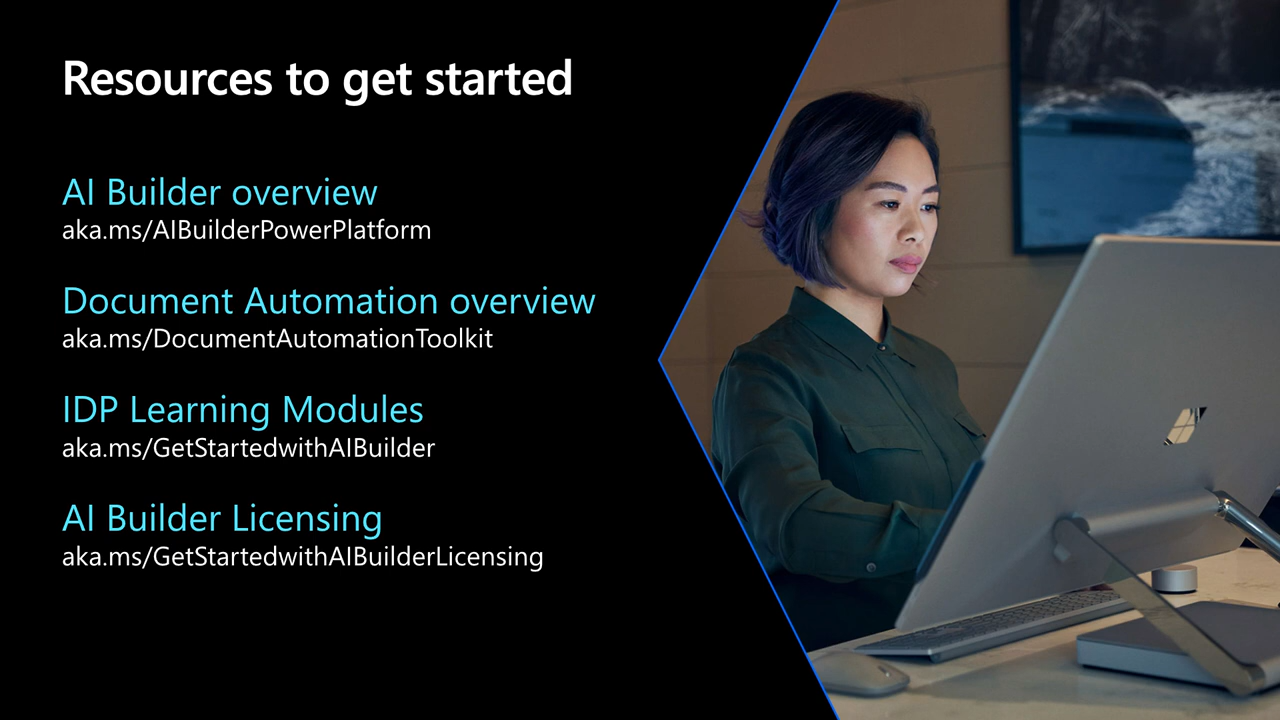 Resources to get started
AI Builder overview
aka.ms/AIBuilderPowerPlatform
Document Automation overview
aka.ms/DocumentAutomationToolkit
IDP Learning Modules
aka.ms/GetStartedwithAIBuilder
AI Builder Licensing
aka.ms/GetStartedwithAIBuilderLicensing